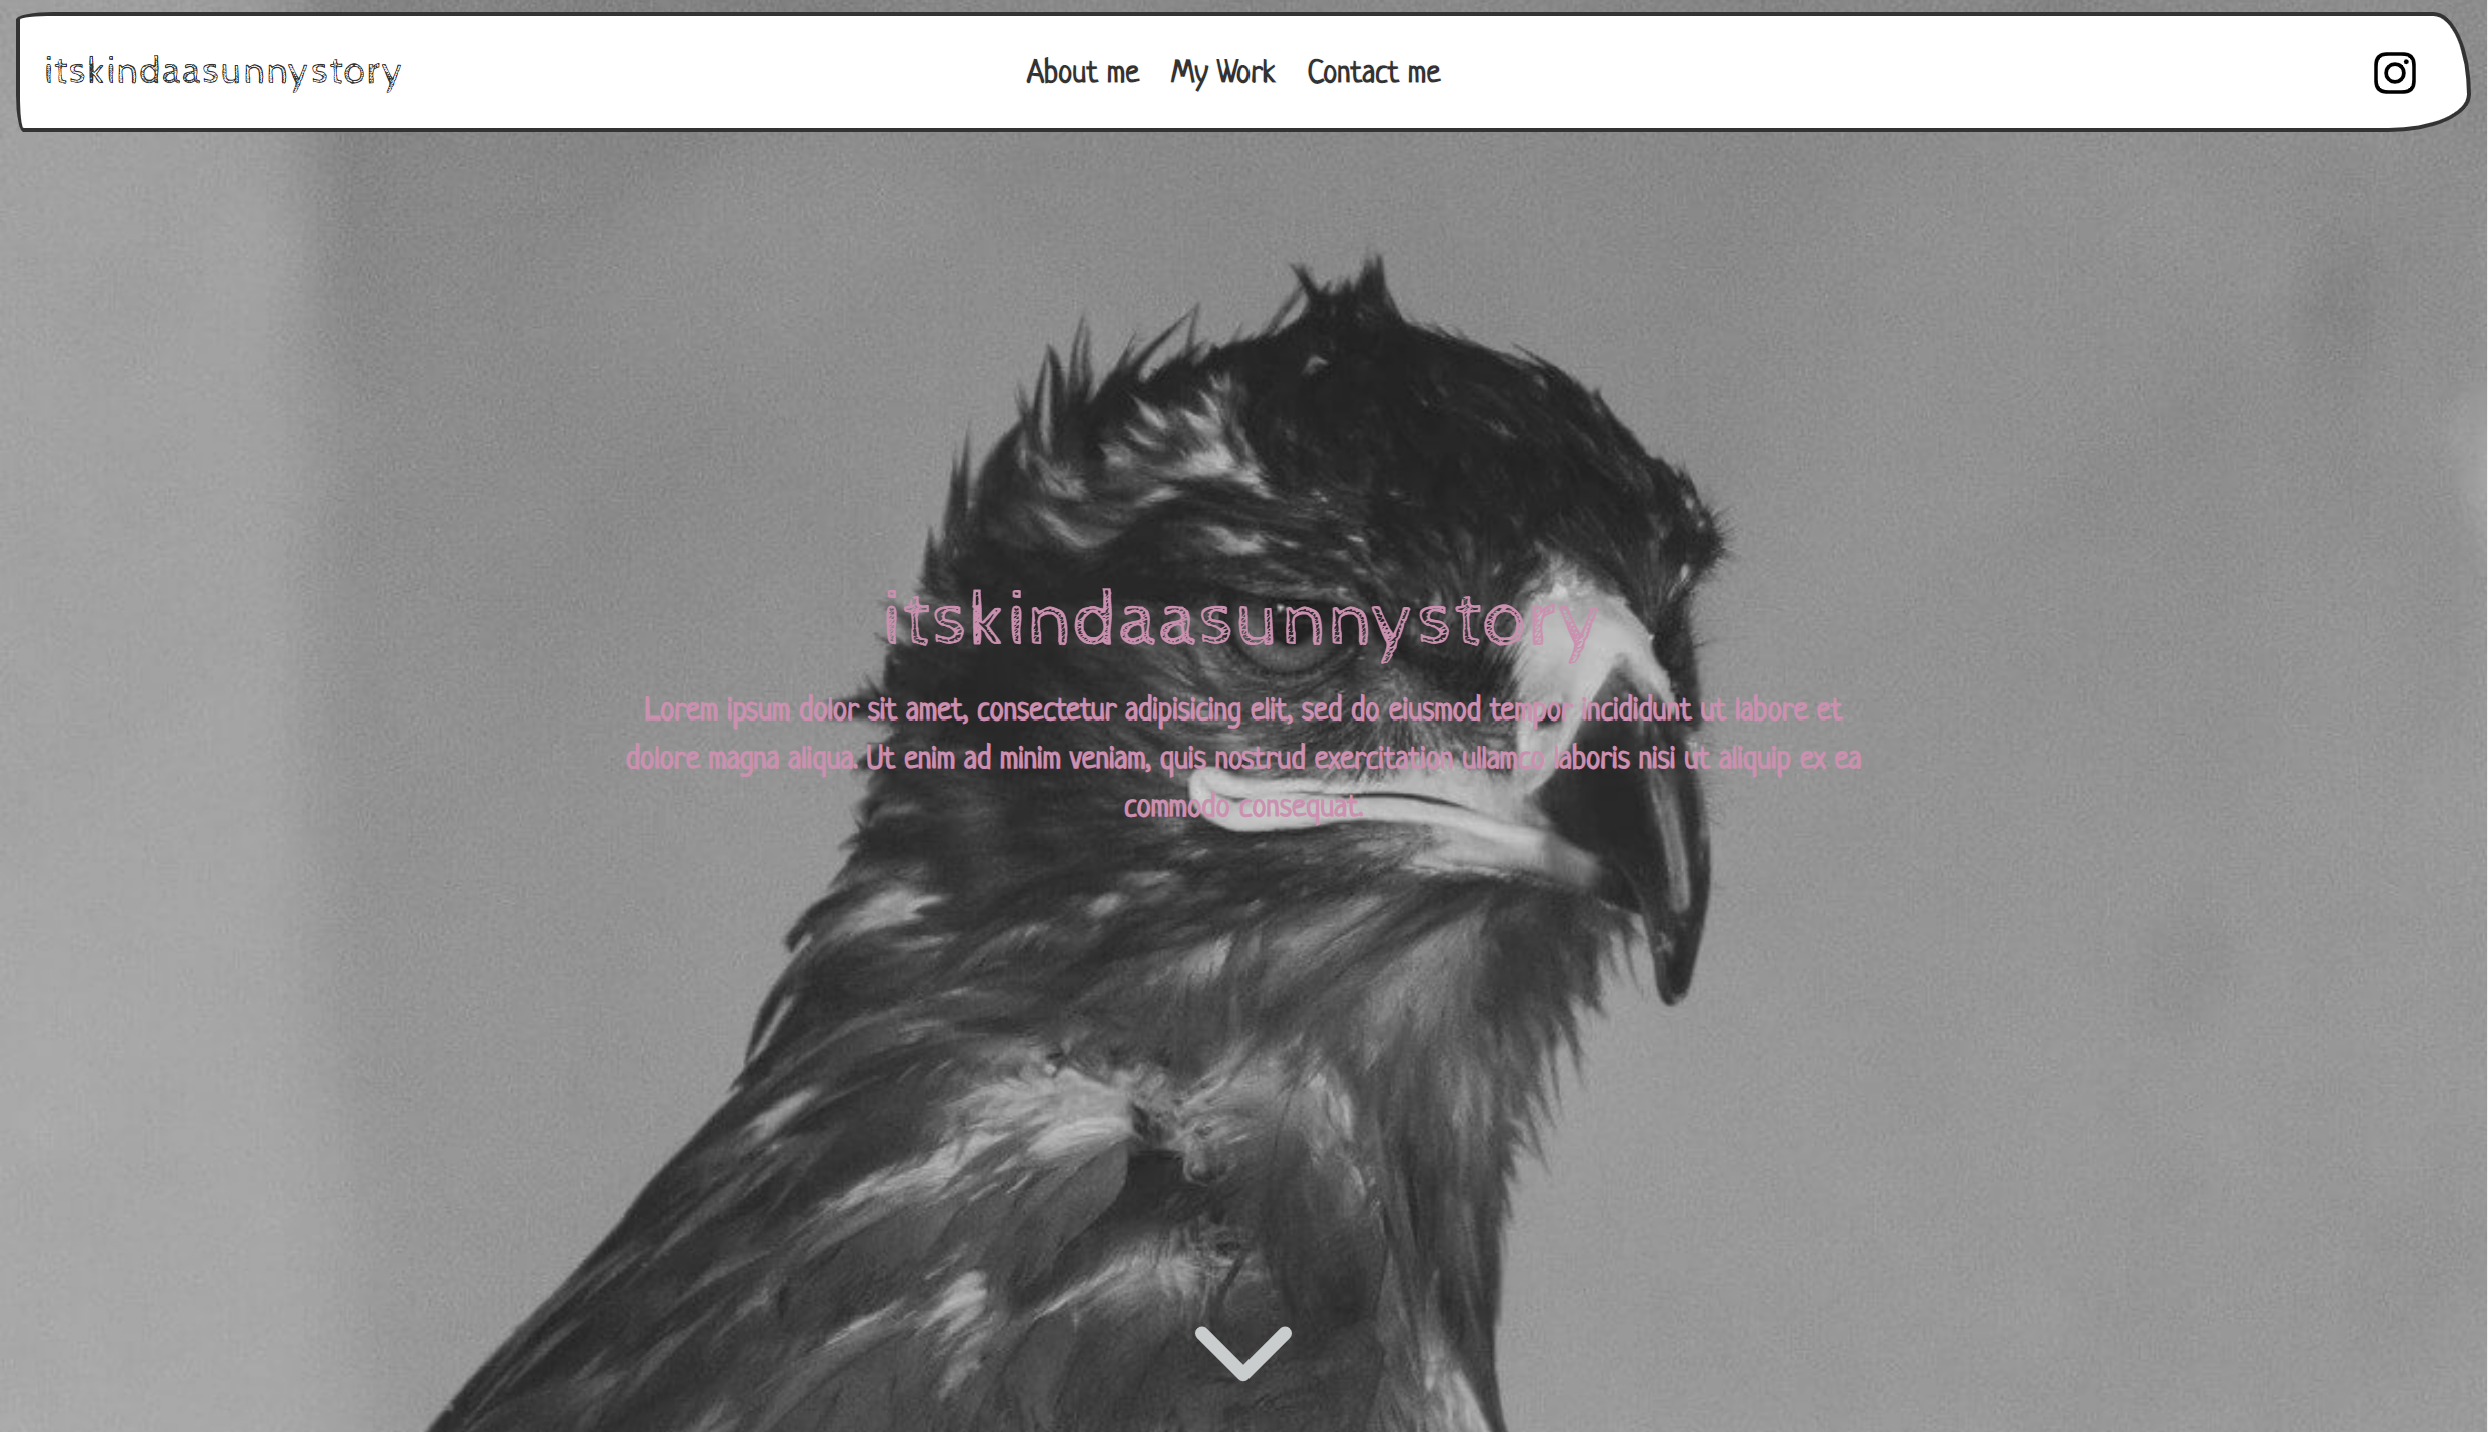 itskindaasunnystory
About me My Work Contact me
itskindaasunnystory
Lorem ipsum dolor sit amet, consectetur adipisicing elit, sed do eiusmod tempor incididunt ut labore et
dolore magna aliqua. Ut enim ad minim veniam, quis nostrud exercitation ullamco laboris nisi ut aliquip ex ea
commodo consequat.